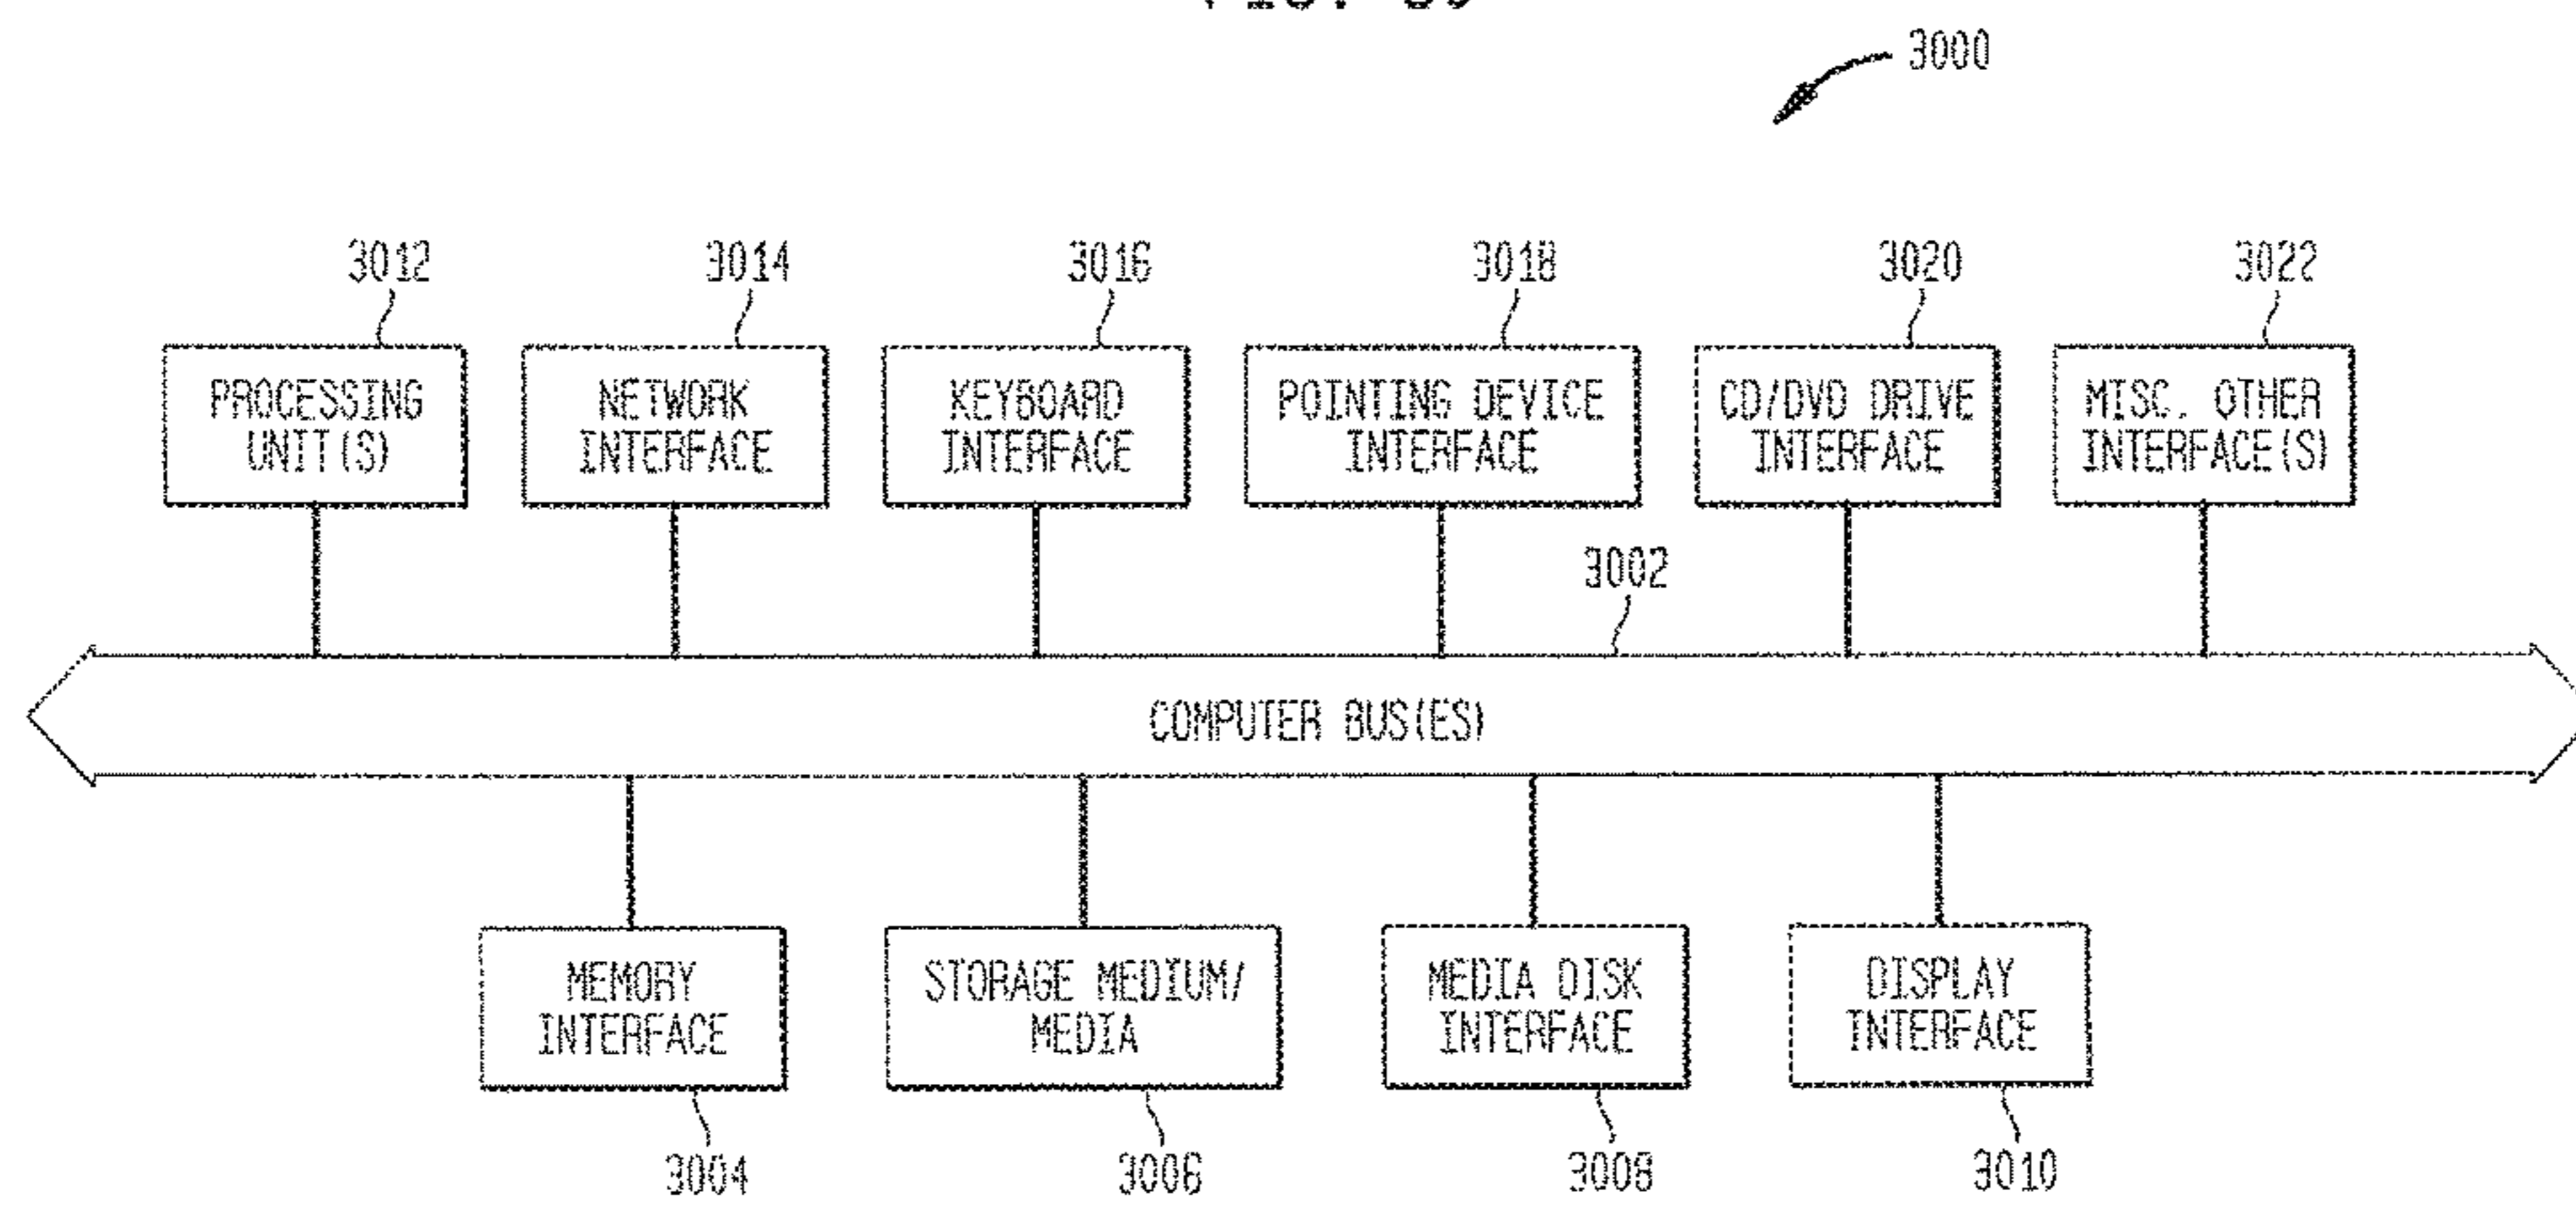 3000
3012 3014 3016 3018 3020 3022
PROCESSING UNIT(S)
NETWORK INTERFACE
KEYBOARD INTERFACE
POINTING DEVICE INTERFACE
CD/DVD DRIVE INTERFACE
MISC. OTHER INTERFACE(S)
3002
COMPUTER BUS(ES)
MEMORY INTERFACE
STORAGE MEDIUM/ MEDIA
MEDIA DISK INTERFACE
DISPLAY INTERFACE
3004 3006 3008 3010